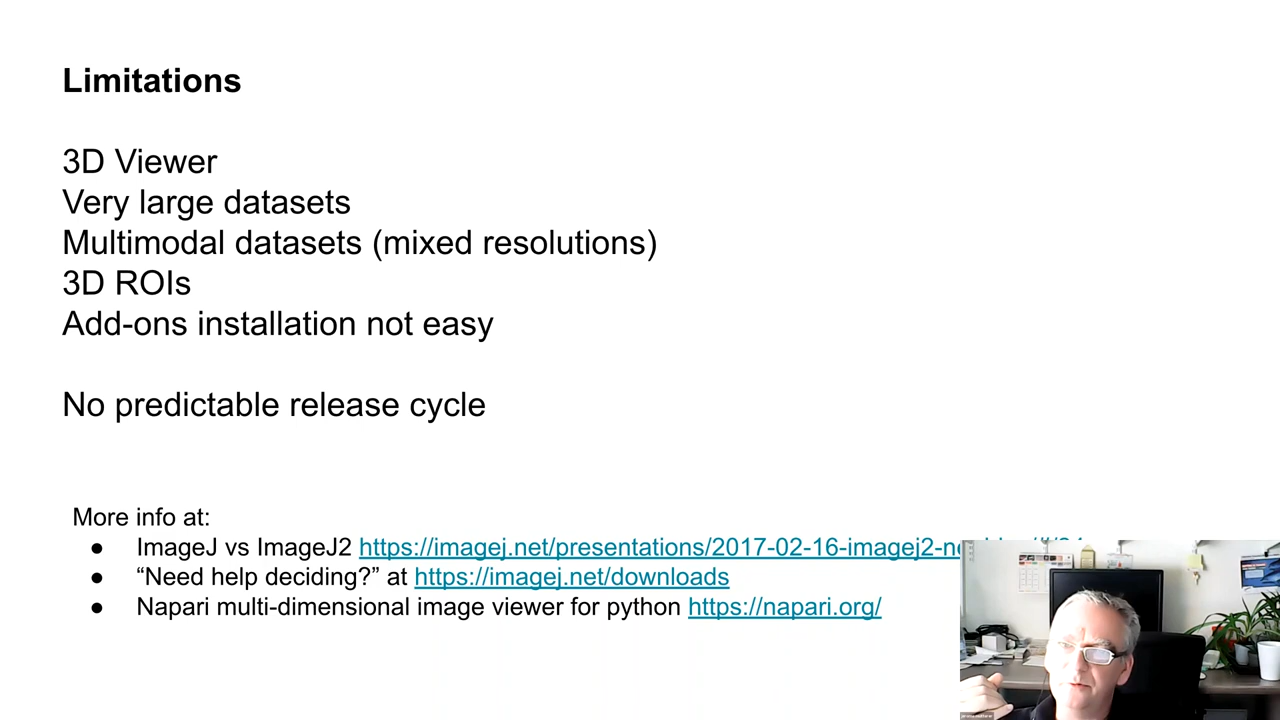 Limitations
3D Viewer
Very large datasets
Multimodal datasets (mixed resolutions)
3D ROIs
Add-ons installation not easy
No predictable release cycle
More info at:
● ImageJ vs ImageJ2 https://imagej.net/presentations/2017-02-16-imagej2-n
● “Need help deciding?” at https://imagej.net/downloads
● Napari multi-dimensional image viewer for python https://napari.org/